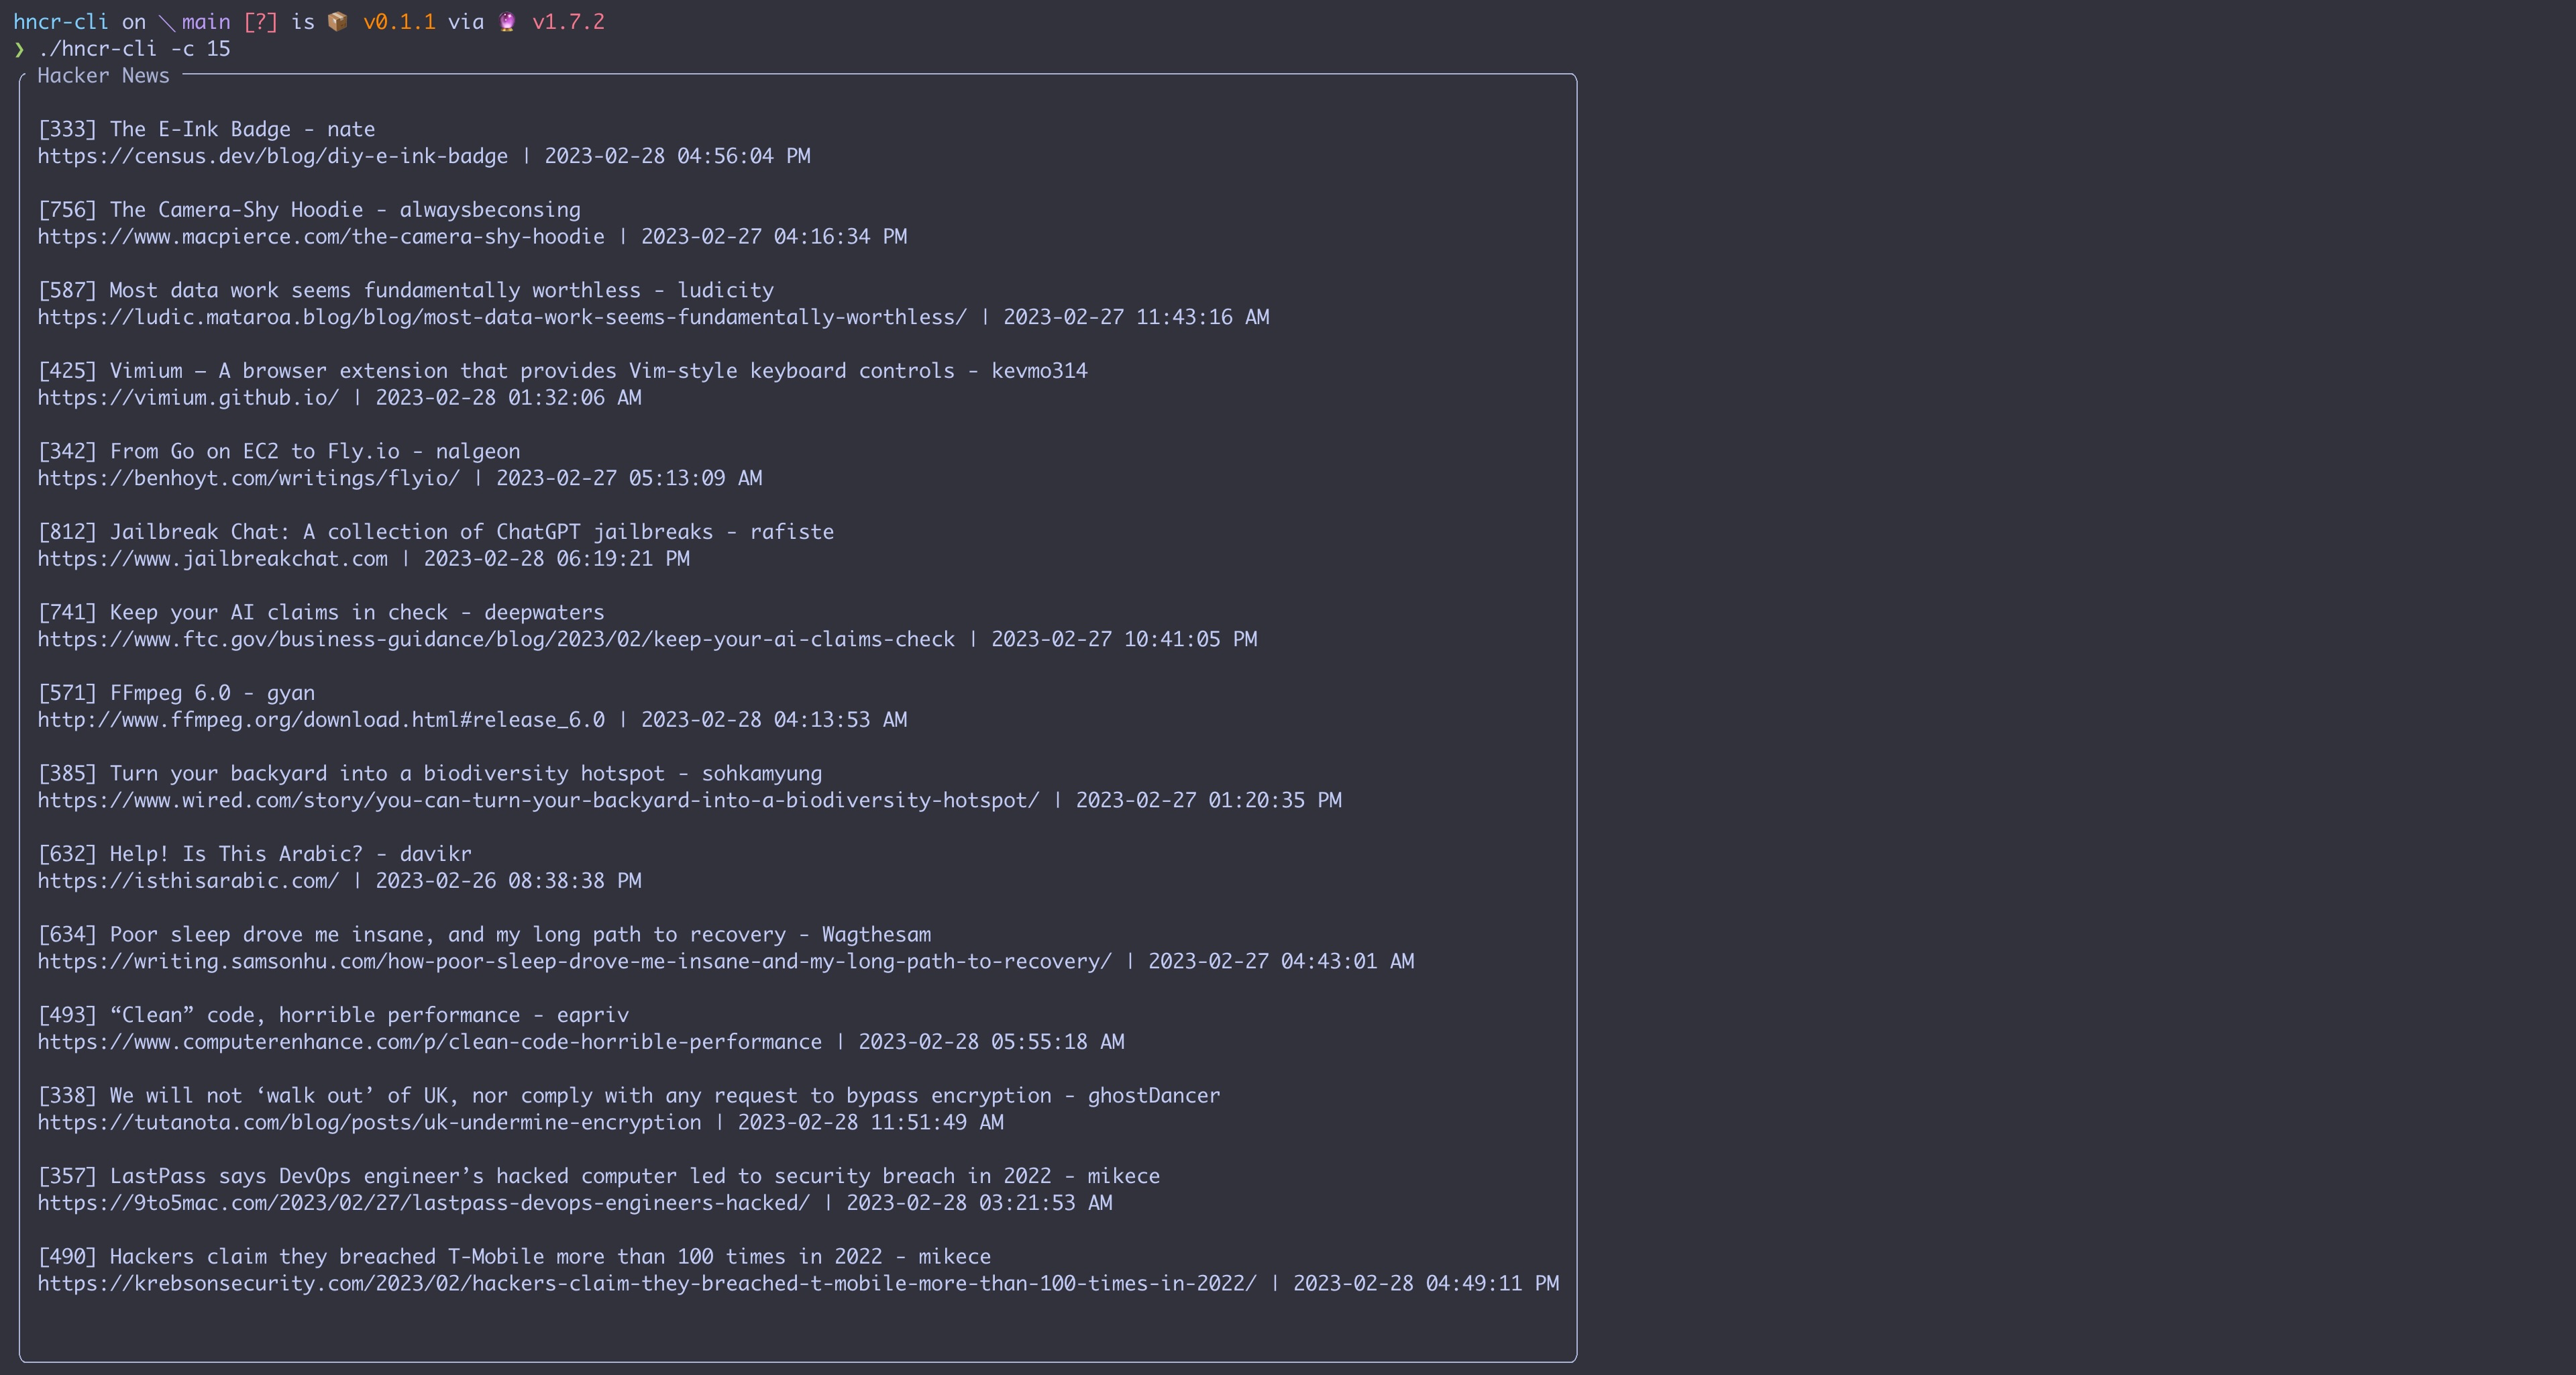 hncr-cli on main [?] is 📦 v0.1.1 via 🔮 v1.7.2
❯ ./hncr-cli -c 15
Hacker News
[333] The E-Ink Badge - nate
https://census.dev/blog/diy-e-ink-badge | 2023-02-28 04:56:04 PM
[756] The Camera-Shy Hoodie - alwaysbeconsing
https://www.macpierce.com/the-camera-shy-hoodie | 2023-02-27 04:16:34 PM
[587] Most data work seems fundamentally worthless - ludicity
https://ludic.mataroa.blog/blog/most-data-work-seems-fundamentally-worthless/ | 2023-02-27 11:43:16 AM
[425] Vimium – A browser extension that provides Vim-style keyboard controls - kevmo314
https://vimium.github.io/ | 2023-02-28 01:32:06 AM
[342] From Go on EC2 to Fly.io - nalgeon
https://benhoyt.com/writings/flyio/ | 2023-02-27 05:13:09 AM
[812] Jailbreak Chat: A collection of ChatGPT jailbreaks - rafiste
https://www.jailbreakchat.com | 2023-02-28 06:19:21 PM
[741] Keep your AI claims in check - deepwaters
https://www.ftc.gov/business-guidance/blog/2023/02/keep-your-ai-claims-check | 2023-02-27 10:41:05 PM
[571] FFmpeg 6.0 - gyan
http://www.ffmpeg.org/download.html#release_6.0 | 2023-02-28 04:13:53 AM
[385] Turn your backyard into a biodiversity hotspot - sohkamyung
https://www.wired.com/story/you-can-turn-your-backyard-into-a-biodiversity-hotspot/ | 2023-02-27 01:20:35 PM
[632] Help! Is This Arabic? - davikr
https://isthisarabic.com/ | 2023-02-26 08:38:38 PM
[634] Poor sleep drove me insane, and my long path to recovery - Wagthesam
https://writing.samsonhu.com/how-poor-sleep-drove-me-insane-and-my-long-path-to-recovery/ | 2023-02-27 04:43:01 AM
[493] “Clean” code, horrible performance - eapriv
https://www.computerenhance.com/p/clean-code-horrible-performance | 2023-02-28 05:55:18 AM
[338] We will not ‘walk out’ of UK, nor comply with any request to bypass encryption - ghostDancer
https://tutanota.com/blog/posts/uk-undermine-encryption | 2023-02-28 11:51:49 AM
[357] LastPass says DevOps engineer’s hacked computer led to security breach in 2022 - mikece
https://9to5mac.com/2023/02/27/lastpass-devops-engineers-hacked/ | 2023-02-28 03:21:53 AM
[490] Hackers claim they breached T-Mobile more than 100 times in 2022 - mikece
https://krebsonsecurity.com/2023/02/hackers-claim-they-breached-t-mobile-more-than-100-times-in-2022/ | 2023-02-28 04:49:11 PM